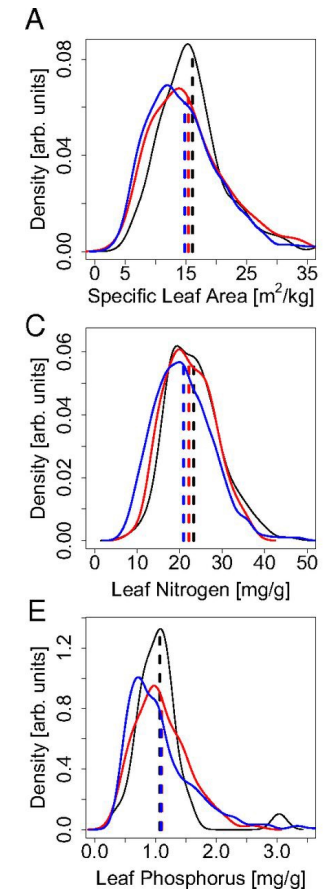 A
Density [arb. units]
0.00 0.04 0.08
0 5 15 25 35
Specific Leaf Area [m²/kg]
C
Density [arb. units]
0.00 0.02 0.04 0.06
0 10 20 30 40 50
Leaf Nitrogen [mg/g]
E
Density [arb. units]
0.0 0.4 0.8 1.2
0.0 1.0 2.0 3.0
Leaf Phosphorus [mg/g]